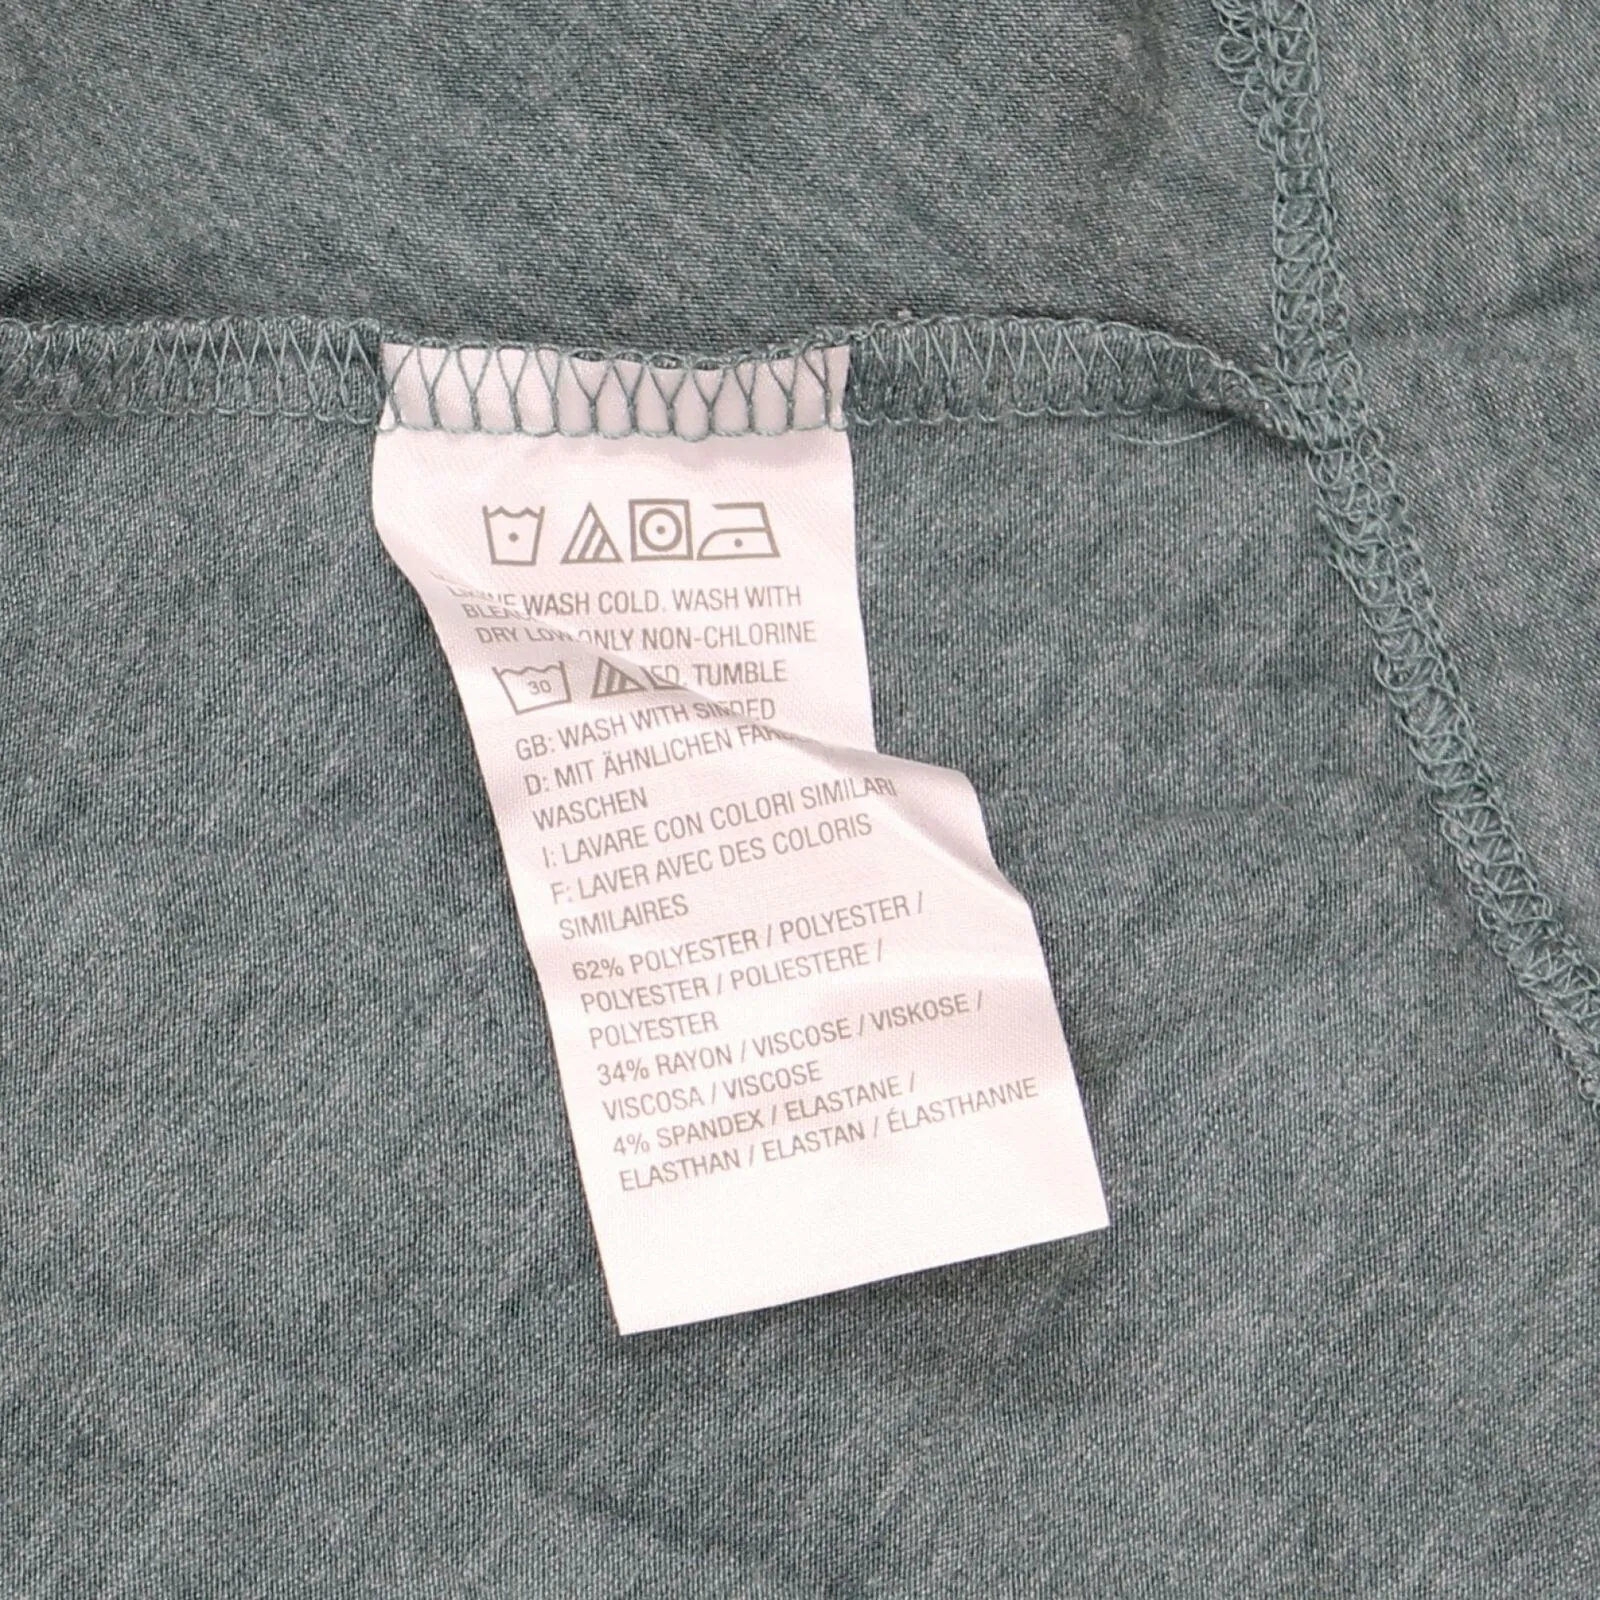 WASH COLD. WASH WITH
DRY LOW. ONLY NON-CHLORINE
30 TUMBLE
GB: WASH WITH
D: MIT ÄHNLICHEN
WASCHEN
I: LAVARE CON COLORI SIMILARI
F: LAVER AVEC DES COLORIS
SIMILAIRES
62% POLYESTER / POLYESTER /
POLYESTER / POLIESTERE /
POLYESTER
34% RAYON / VISCOSE / VISKOSE /
VISCOSA / VISCOSE
4% SPANDEX / ELASTANE /
ELASTHAN / ELASTAN / ÉLASTHANNE